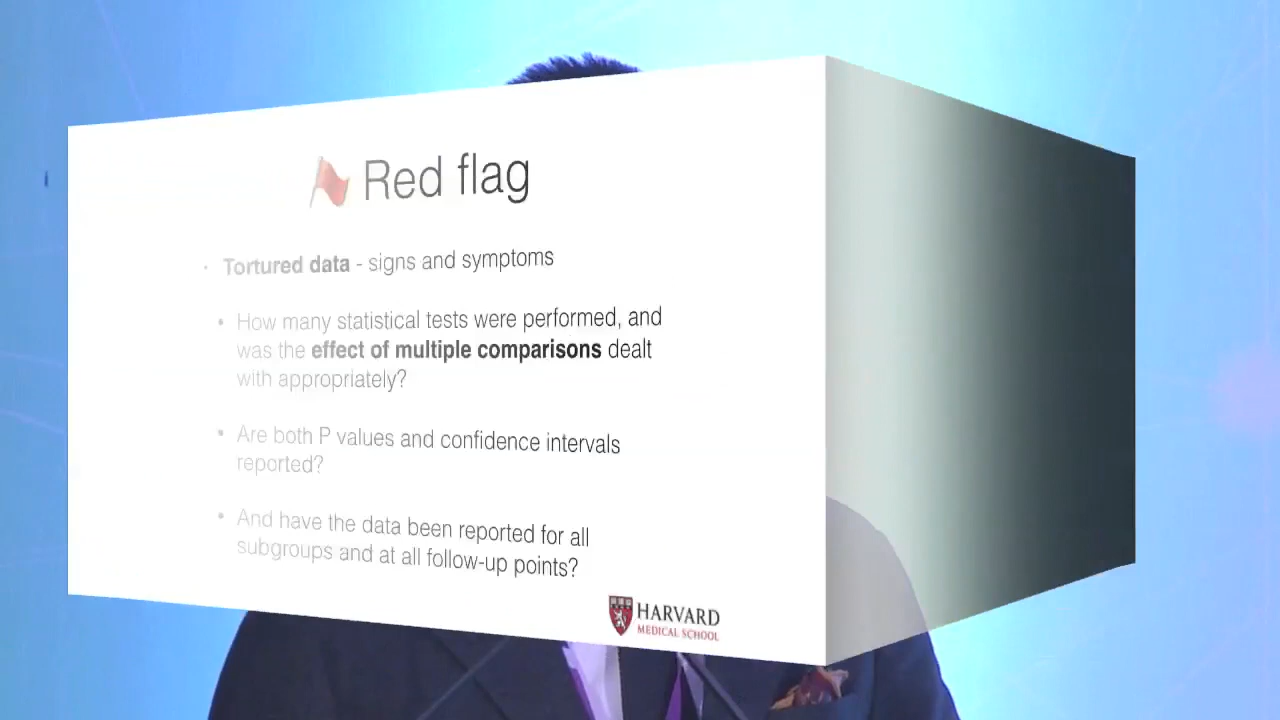 Red flag
• Tortured data - signs and symptoms
• How many statistical tests were performed, and
was the effect of multiple comparisons dealt
with appropriately?
• Are both P values and confidence intervals
reported?
• And have the data been reported for all
subgroups and at all follow-up points?
HARVARD
MEDICAL SCHOOL